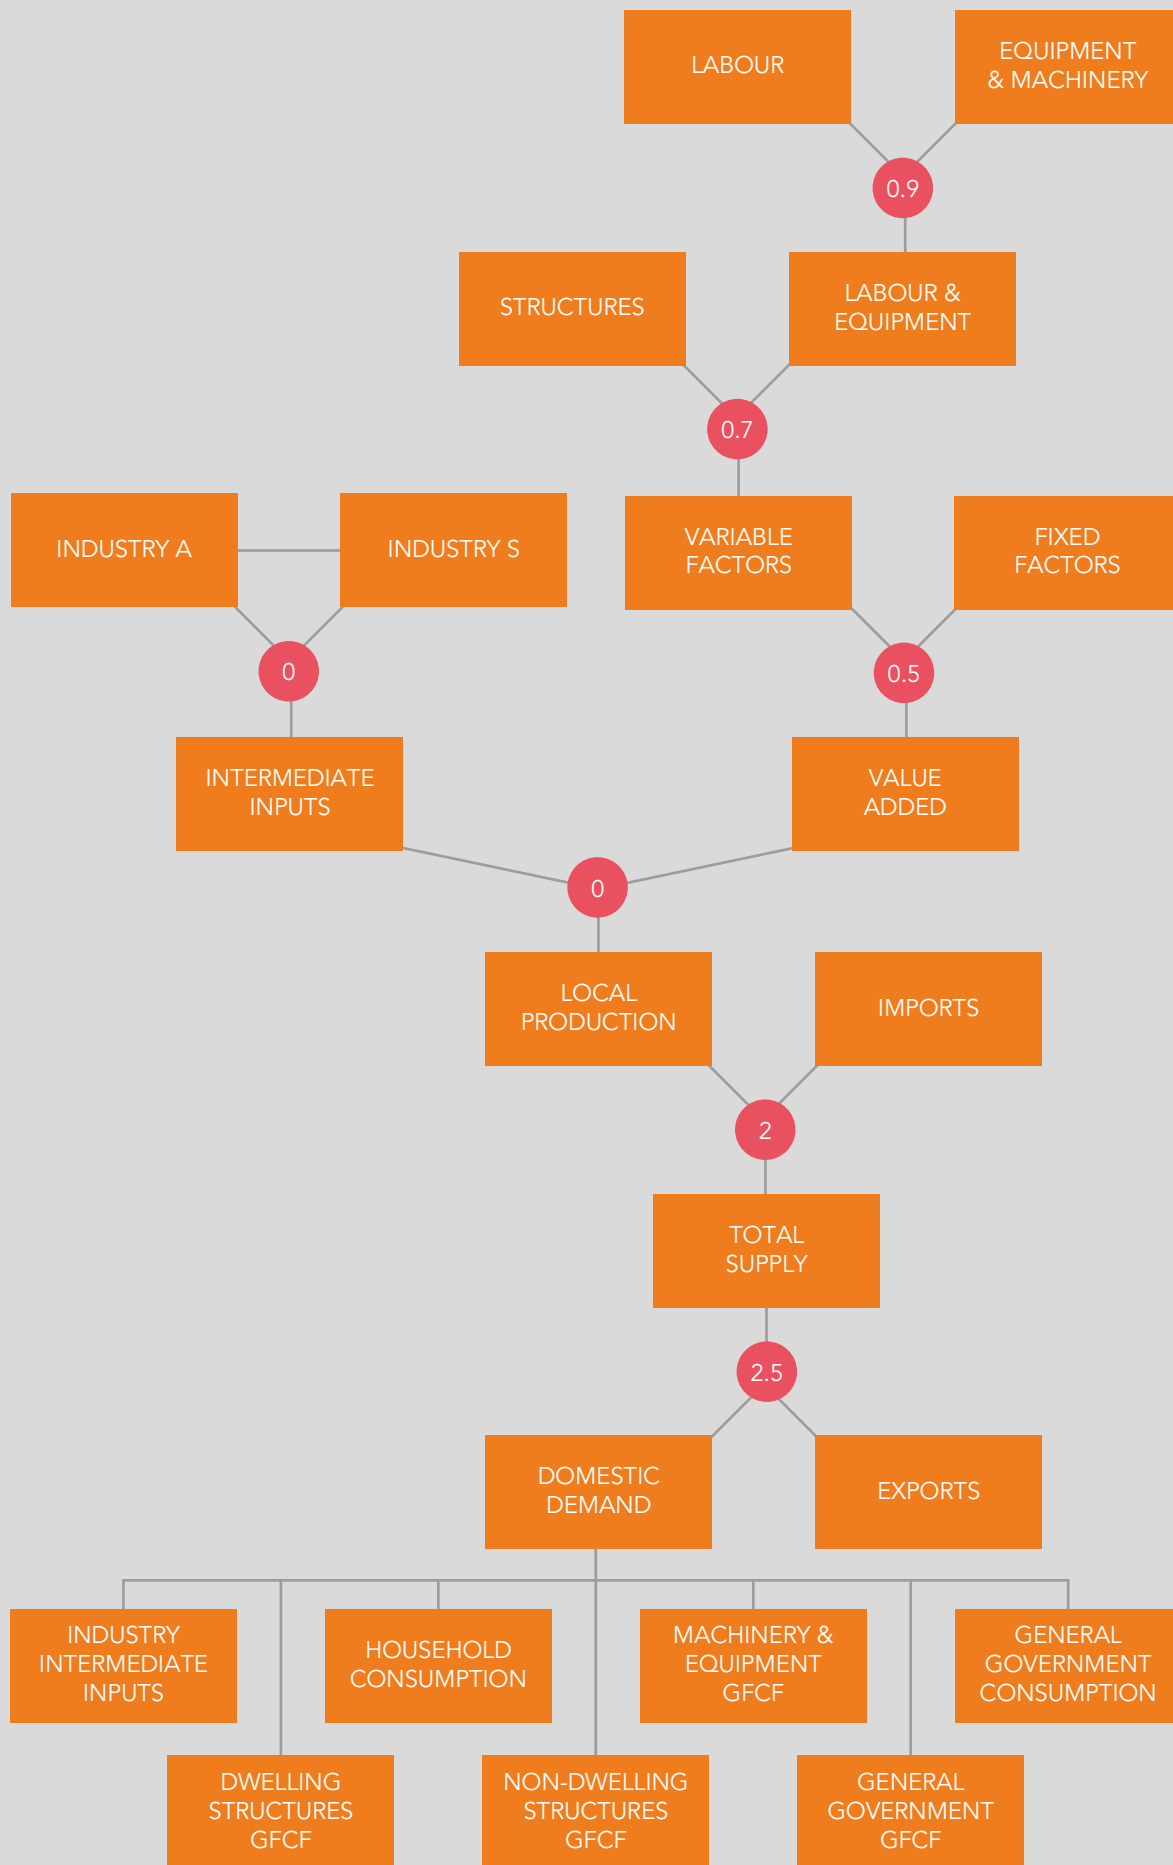 LABOUR
EQUIPMENT
& MACHINERY
0.9
STRUCTURES
LABOUR &
EQUIPMENT
0.7
INDUSTRY A
INDUSTRY S
VARIABLE
FACTORS
FIXED
FACTORS
0
0.5
INTERMEDIATE
INPUTS
VALUE
ADDED
0
LOCAL
PRODUCTION
IMPORTS
2
TOTAL
SUPPLY
2.5
DOMESTIC
DEMAND
EXPORTS
INDUSTRY
INTERMEDIATE
INPUTS
HOUSEHOLD
CONSUMPTION
MACHINERY &
EQUIPMENT
GFCF
GENERAL
GOVERNMENT
CONSUMPTION
DWELLING
STRUCTURES
GFCF
NON-DWELLING
STRUCTURES
GFCF
GENERAL
GOVERNMENT
GFCF